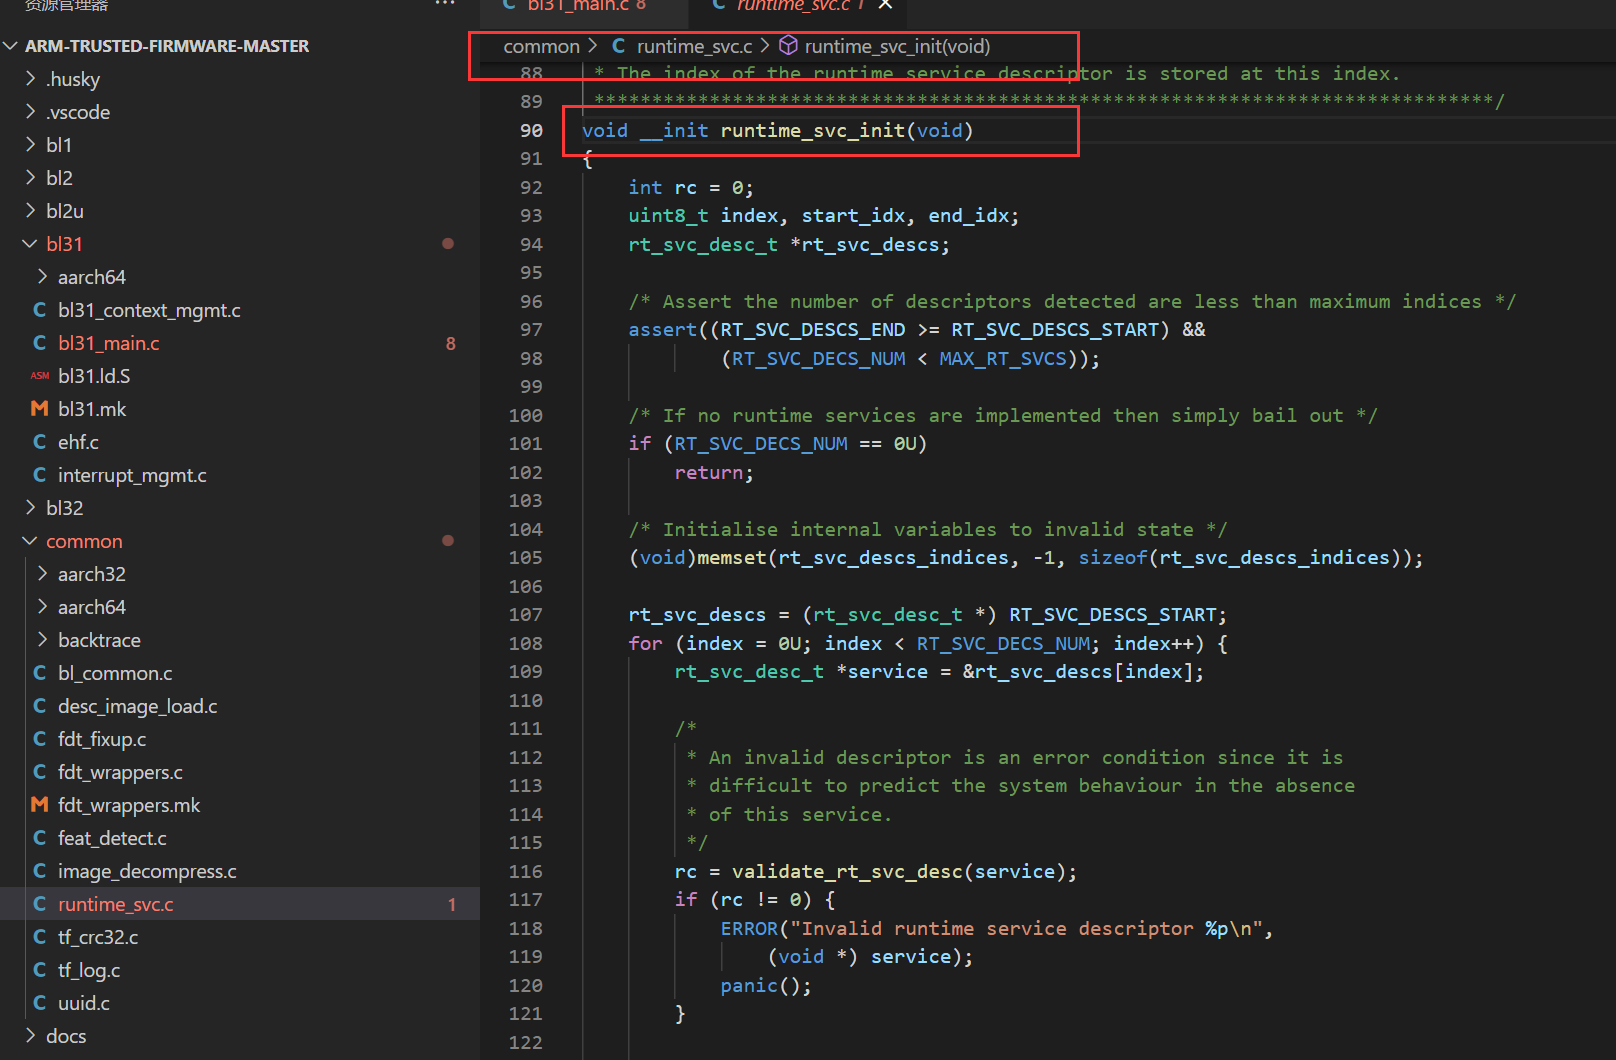 资源管理器
···
ARM-TRUSTED-FIRMWARE-MASTER
.husky
.vscode
bl1
bl2
bl2u
bl31
aarch64
C bl31_context_mgmt.c
C bl31_main.c 8
ASM bl31.ld.S
M bl31.mk
C ehf.c
C interrupt_mgmt.c
bl32
common
aarch32
aarch64
backtrace
C bl_common.c
C desc_image_load.c
C fdt_fixup.c
C fdt_wrappers.c
M fdt_wrappers.mk
C feat_detect.c
C image_decompress.c
C runtime_svc.c 1
C tf_crc32.c
C tf_log.c
C uuid.c
docs
C bl31_main.c 8
C runtime_svc.c 1
common > C runtime_svc.c > runtime_svc_init(void)
88 * The index of the runtime service descriptor is stored at this index.
89 ******************************************************************************/
90 void __init runtime_svc_init(void)
91 {
92 int rc = 0;
93 uint8_t index, start_idx, end_idx;
94 rt_svc_desc_t *rt_svc_descs;
95
96 /* Assert the number of descriptors detected are less than maximum indices */
97 assert((RT_SVC_DESCS_END >= RT_SVC_DESCS_START) &&
98 (RT_SVC_DECS_NUM < MAX_RT_SVCS));
99
100 /* If no runtime services are implemented then simply bail out */
101 if (RT_SVC_DECS_NUM == 0U)
102 return;
103
104 /* Initialise internal variables to invalid state */
105 (void)memset(rt_svc_descs_indices, -1, sizeof(rt_svc_descs_indices));
106
107 rt_svc_descs = (rt_svc_desc_t *) RT_SVC_DESCS_START;
108 for (index = 0U; index < RT_SVC_DECS_NUM; index++) {
109 rt_svc_desc_t *service = &rt_svc_descs[index];
110
111 /*
112 * An invalid descriptor is an error condition since it is
113 * difficult to predict the system behaviour in the absence
114 * of this service.
115 */
116 rc = validate_rt_svc_desc(service);
117 if (rc != 0) {
118 ERROR("Invalid runtime service descriptor %p\n",
119 (void *) service);
120 panic();
121 }
122